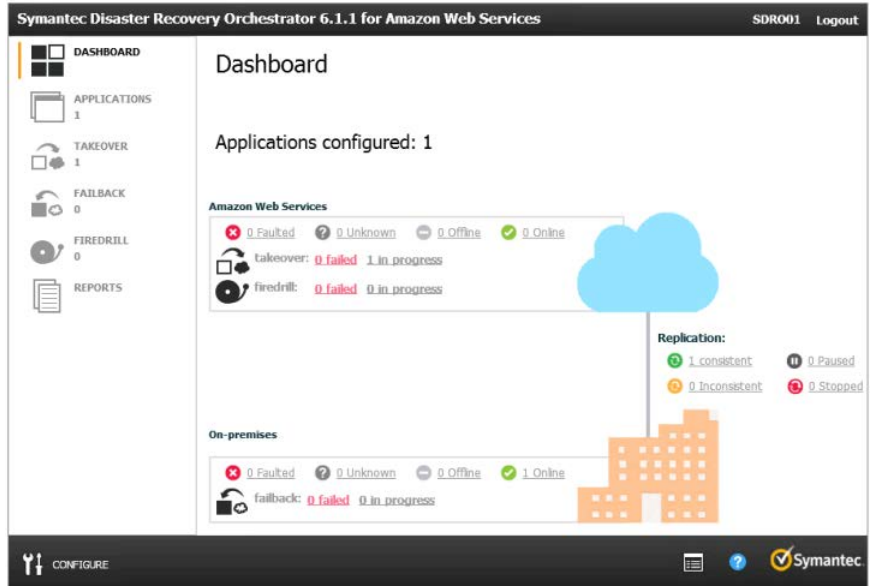 Symantec Disaster Recovery Orchestrator 6.1.1 for Amazon Web Services SDRO01 Logout
DASHBOARD
APPLICATIONS
1
TAKEOVER
1
FAILBACK
0
FIREDRILL
0
REPORTS
Dashboard
Applications configured: 1
Amazon Web Services
0 Faulted 0 Unknown 0 Offline 0 Online
takeover: 0 failed 1 in progress
firedrill: 0 failed 0 in progress
Replication:
1 consistent 0 Paused
0 Inconsistent 0 Stopped
On-premises
0 Faulted 0 Unknown 0 Offline 1 Online
failback: 0 failed 0 in progress
CONFIGURE
Symantec.